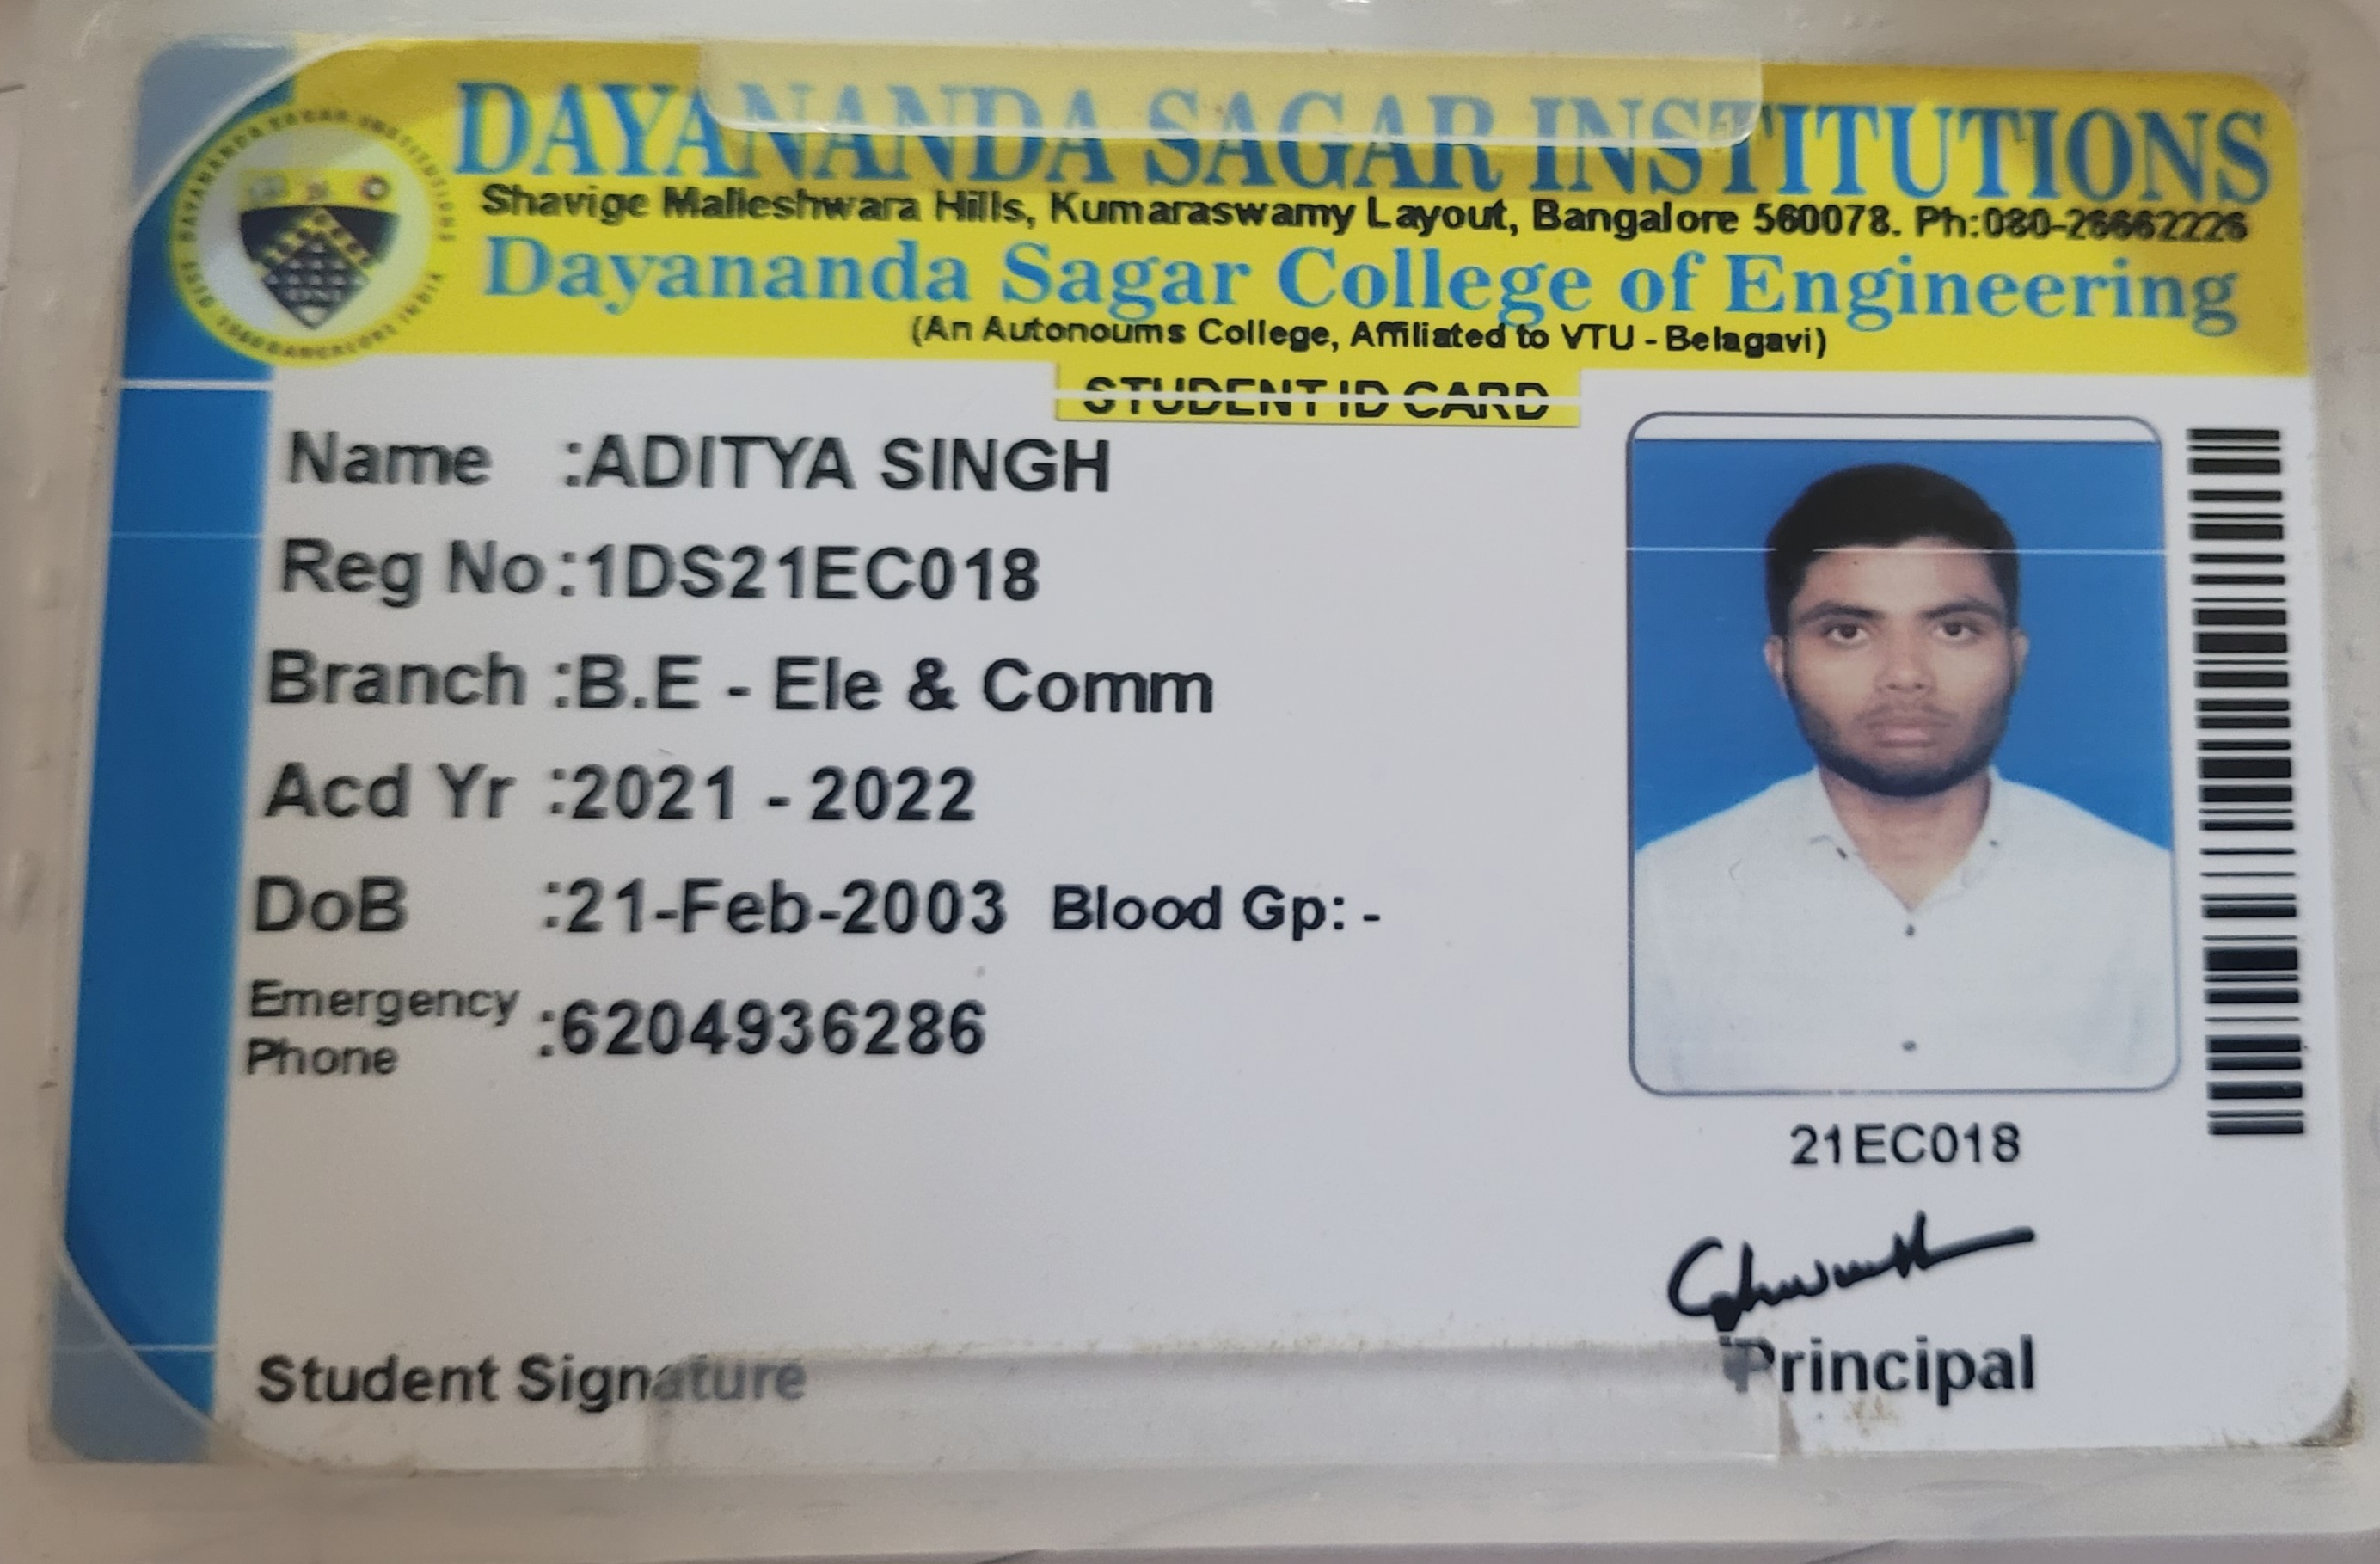 DAYANANDA SAGAR INSTITUTIONS
Shavige Malleshwara Hills, Kumaraswamy Layout, Bangalore 560078. Ph:080-26662226
Dayananda Sagar College of Engineering
(An Autonoums College, Affiliated to VTU - Belagavi)
STUDENT ID CARD
Name :ADITYA SINGH
Reg No:1DS21EC018
Branch :B.E - Ele & Comm
Acd Yr :2021 - 2022
DoB :21-Feb-2003 Blood Gp: -
Emergency Phone :6204936286
21EC018
Student Signature
Principal